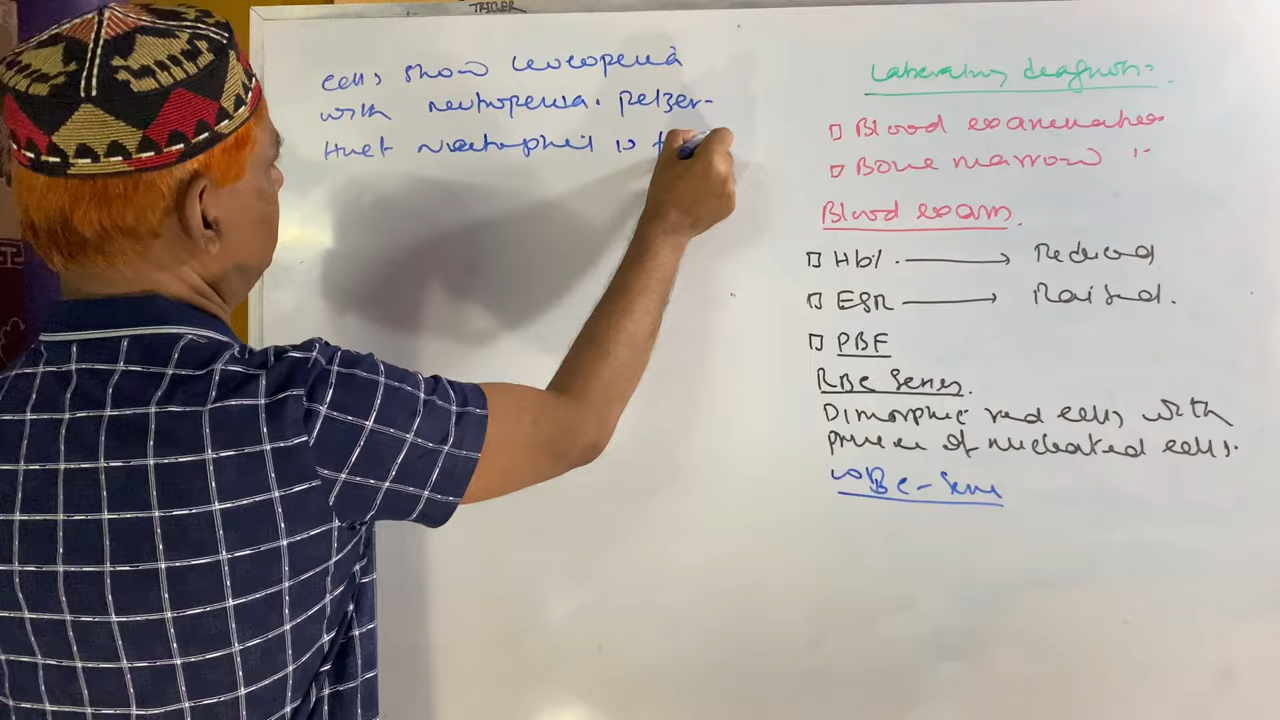 cells show leucopenia
with neutropenia. pelzer-
Huet neutrophil is f
Laboratory diagnosis
Blood examination
Bone marrow "
Blood exam.
Hb%. → Reduced
ESR → Raised.
PBF
RBC Series.
Dimorphic red cells with
presence of nucleated cells.
WBC-Series